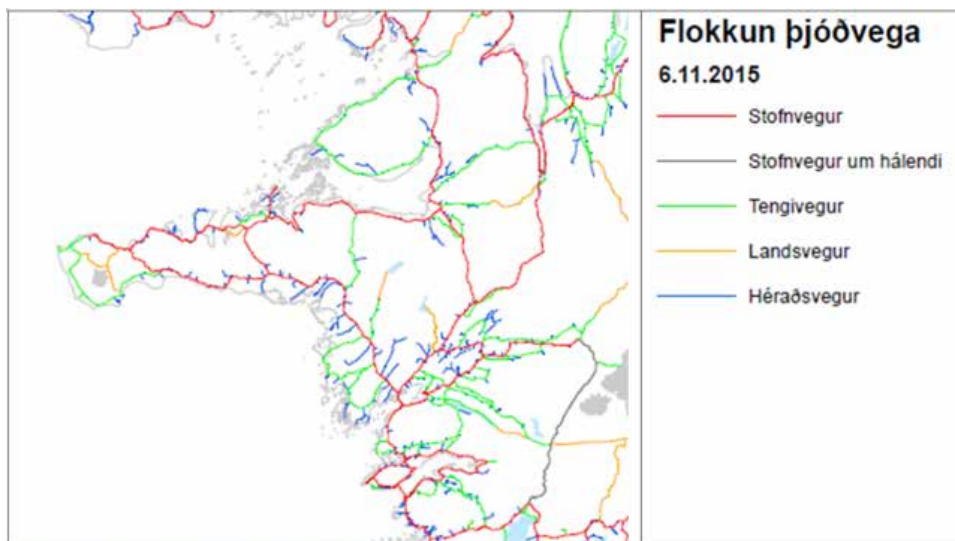 Flokkun þjóðvega
6.11.2015
Stofnvegur
Stofnvegur um hálendi
Tengivegur
Landsvegur
Héraðsvegur